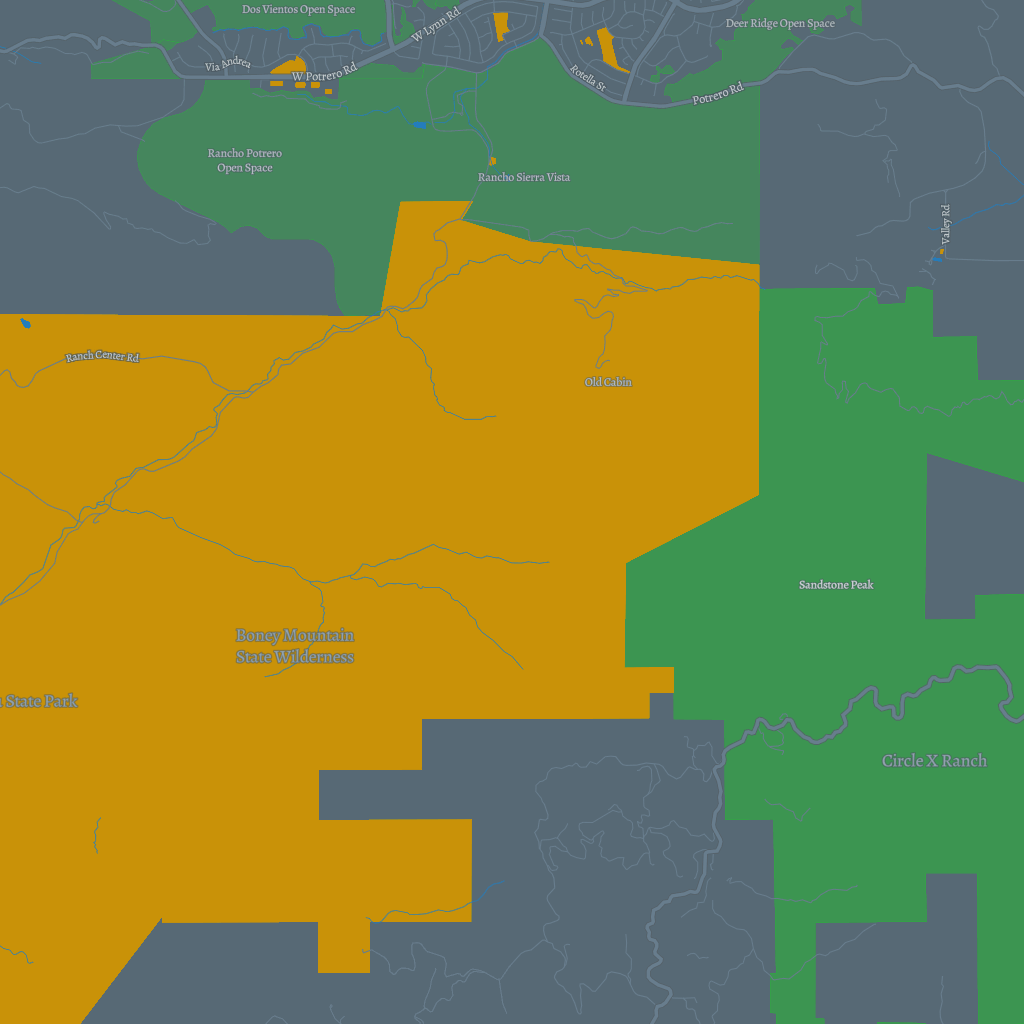 Dos Vientos Open Space
W Lynn Rd
Deer Ridge Open Space
Via Andrea
W Potrero Rd
Rotella St
Potrero Rd
Rancho Potrero
Open Space
Rancho Sierra Vista
Valley Rd
Ranch Center Rd
Old Cabin
Sandstone Peak
Boney Mountain
State Wilderness
State Park
Circle X Ranch